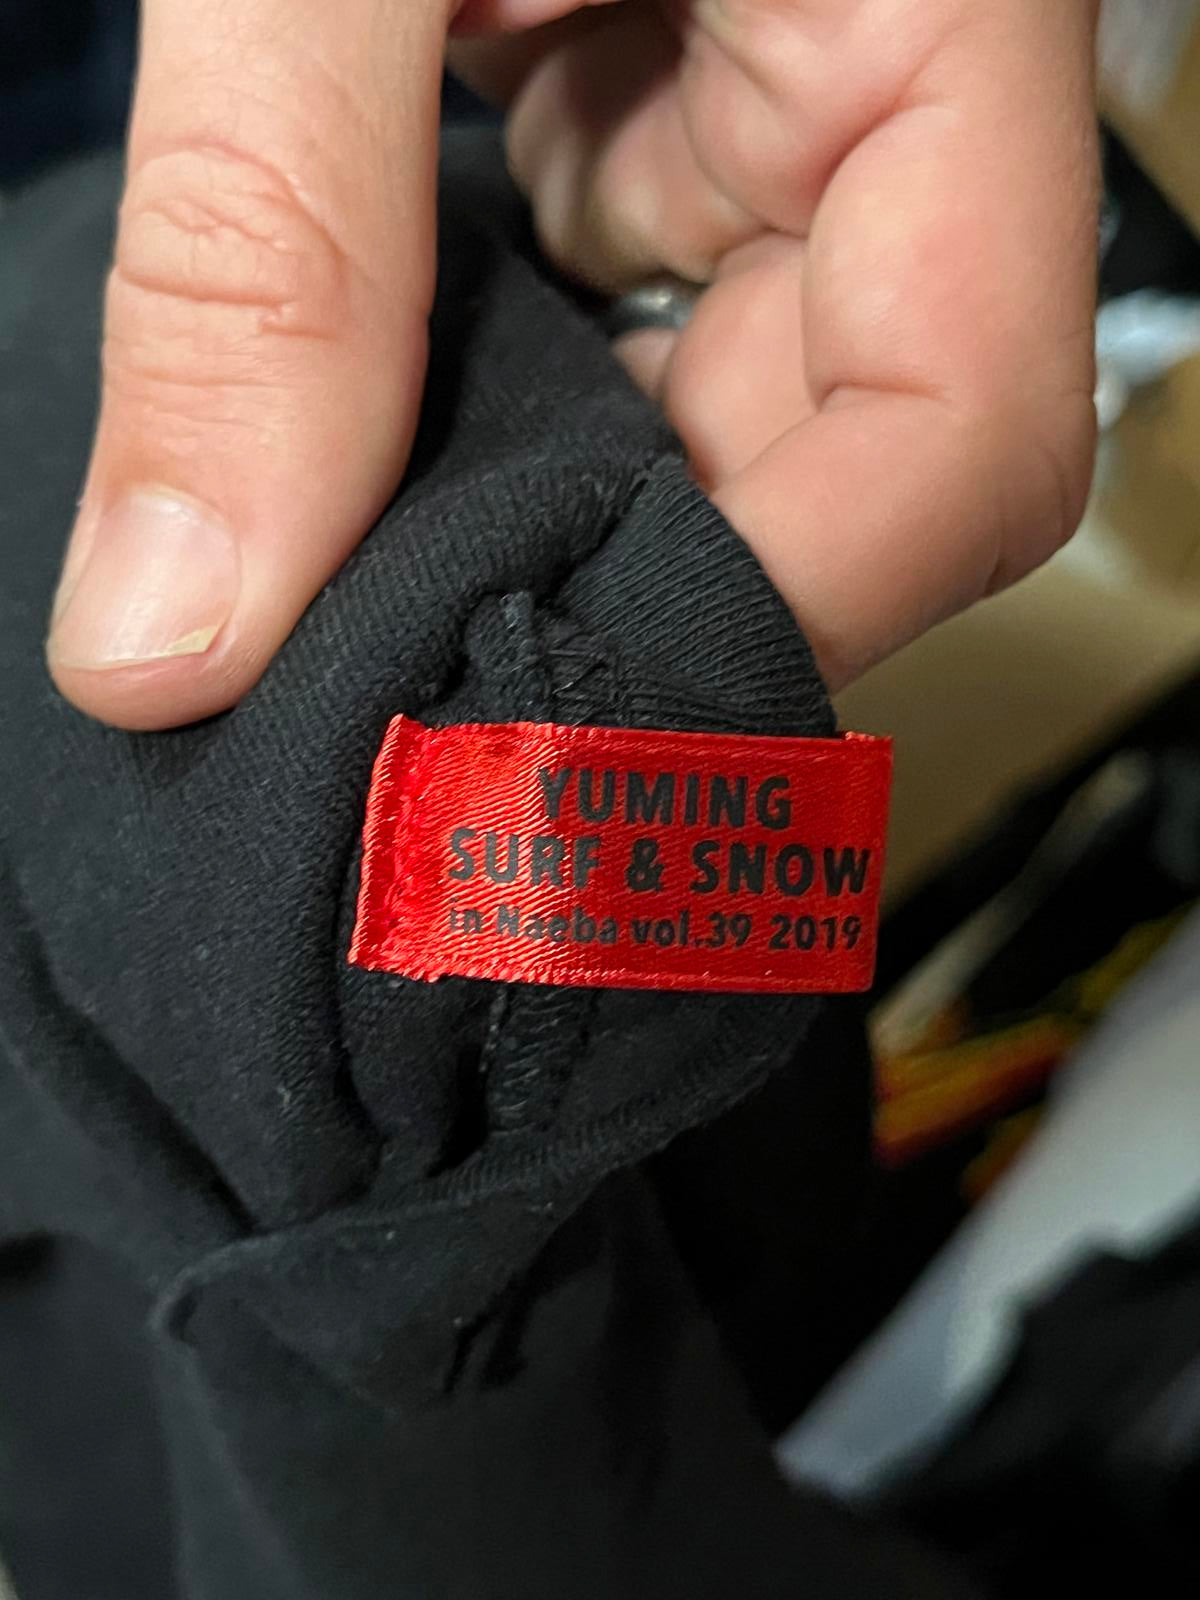 YUMING
SURF & SNOW
in Naeba vol.39 2019